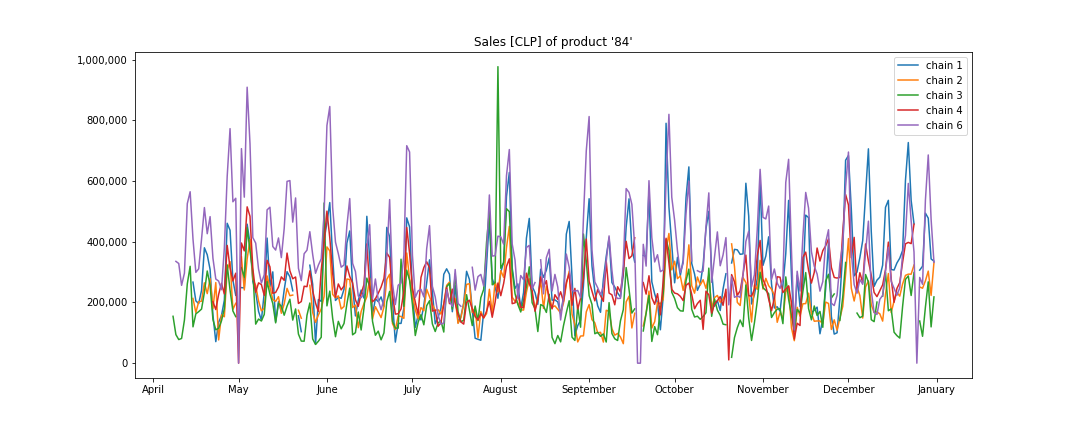 Sales [CLP] of product '84'
1,000,000
800,000
600,000
400,000
200,000
0
April May June July August September October November December January
chain 1
chain 2
chain 3
chain 4
chain 6